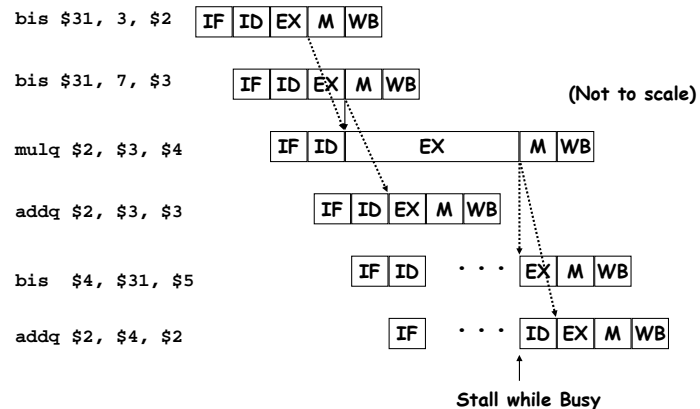 bis $31, 3, $2 IF ID EX M WB
bis $31, 7, $3 IF ID EX M WB
(Not to scale)
mulq $2, $3, $4 IF ID EX M WB
addq $2, $3, $3 IF ID EX M WB
bis $4, $31, $5 IF ID · · · EX M WB
addq $2, $4, $2 IF · · · ID EX M WB
Stall while Busy